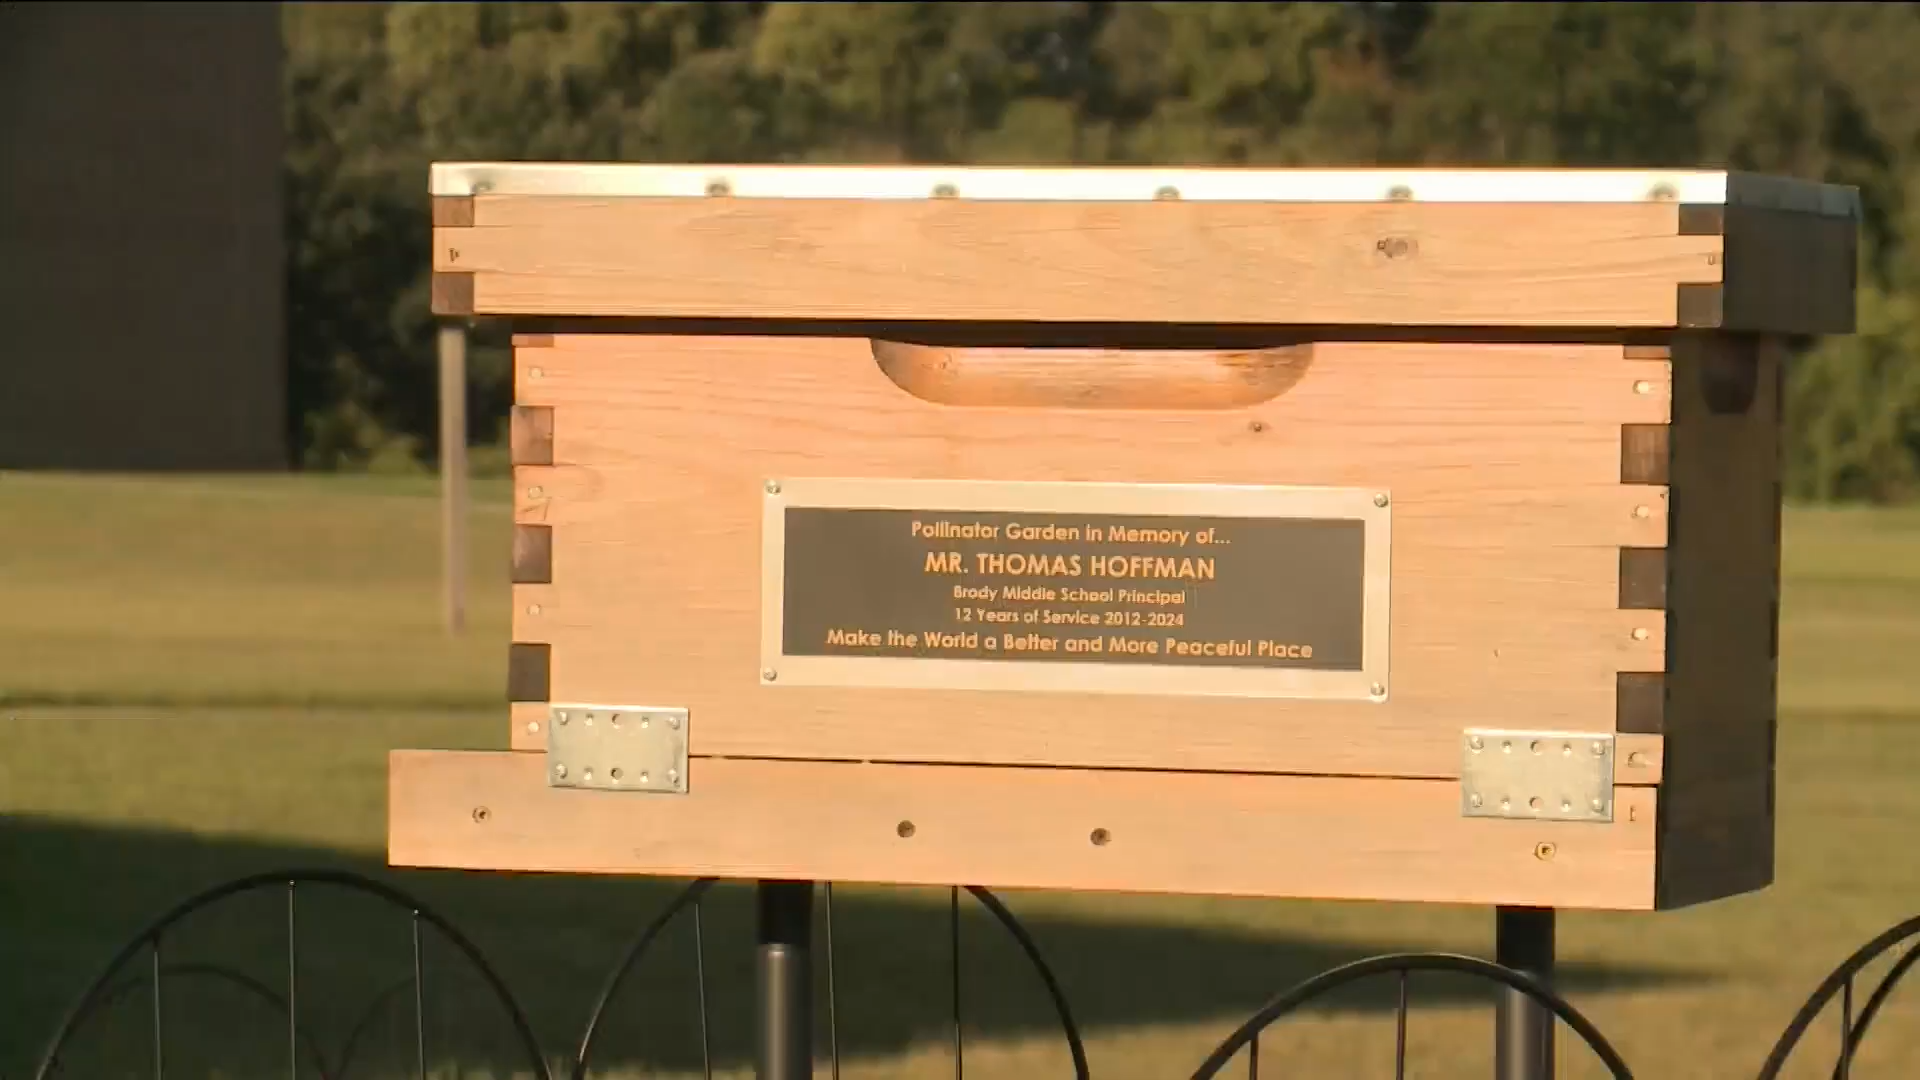 Pollinator Garden in Memory of...
MR. THOMAS HOFFMAN
Brody Middle School Principal
12 Years of Service 2012-2024
Make the World a Better and More Peaceful Place